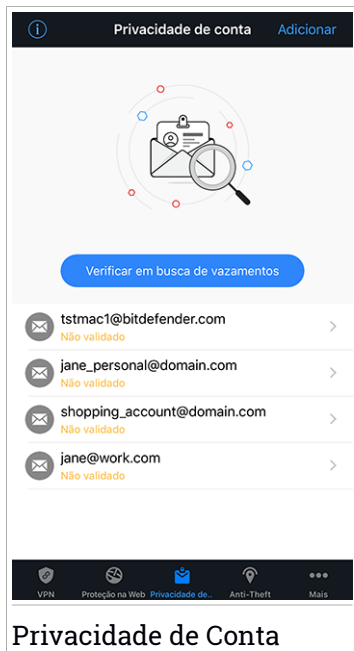 Privacidade de conta
Adicionar
Verificar em busca de vazamentos
tstmac1@bitdefender.com
Não validado
jane_personal@domain.com
Não validado
shopping_account@domain.com
Não validado
jane@work.com
Não validado
VPN
Proteção na Web
Privacidade de..
Anti-Theft
Mais
Privacidade de Conta